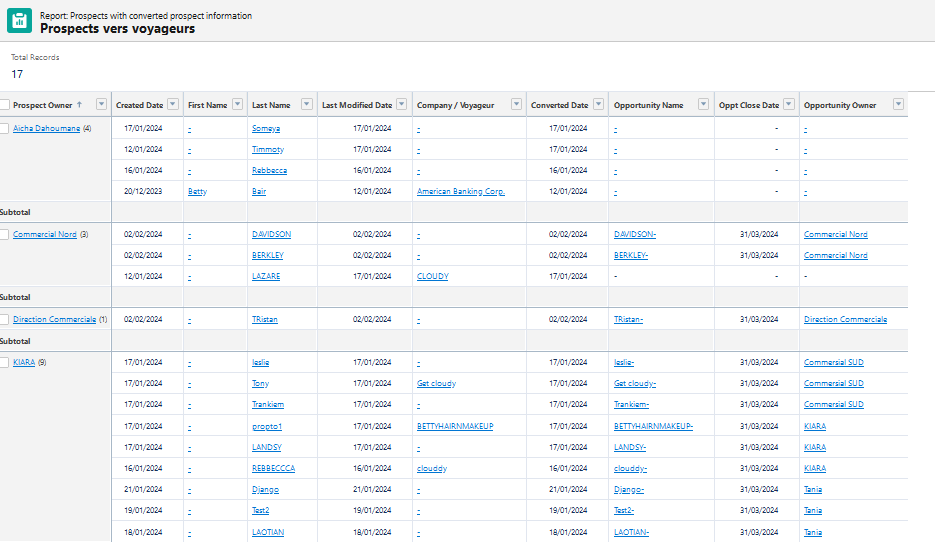 Report: Prospects with converted prospect information
Prospects vers voyageurs
Total Records
17
Prospect Owner ↑ Created Date First Name Last Name Last Modified Date Company / Voyageur Converted Date Opportunity Name Oppt Close Date Opportunity Owner
Aicha Dahoumane (4) 17/01/2024 - Someya 17/01/2024 - 17/01/2024 - - -
12/01/2024 - Timmoty 17/01/2024 - 17/01/2024 - - -
16/01/2024 - Rebbecca 16/01/2024 - 16/01/2024 - - -
20/12/2023 Betty Bair 12/01/2024 American Banking Corp. 12/01/2024 - - -
Subtotal
Commercial Nord (3) 02/02/2024 - DAVIDSON 02/02/2024 - 02/02/2024 DAVIDSON- 31/03/2024 Commercial Nord
02/02/2024 - BERKLEY 02/02/2024 - 02/02/2024 BERKLEY- 31/03/2024 Commercial Nord
12/01/2024 - LAZARE 17/01/2024 CLOUDY 17/01/2024 - - -
Subtotal
Direction Commerciale (1) 02/02/2024 - TRistan 02/02/2024 - 02/02/2024 TRistan- 31/03/2024 Direction Commerciale
Subtotal
KIARA (9) 17/01/2024 - leslie 17/01/2024 - 17/01/2024 leslie- 31/03/2024 Commersial SUD
17/01/2024 - Tony 17/01/2024 Get cloudy 17/01/2024 Get cloudy- 31/03/2024 Commersial SUD
17/01/2024 - Trankiem 17/01/2024 - 17/01/2024 Trankiem- 31/03/2024 Commersial SUD
17/01/2024 - propto1 17/01/2024 BETTYHAIRNMAKEUP 17/01/2024 BETTYHAIRNMAKEUP- 31/03/2024 KIARA
17/01/2024 - LANDSY 17/01/2024 - 17/01/2024 LANDSY- 31/03/2024 KIARA
16/01/2024 - REBBECCCA 16/01/2024 clouddy 16/01/2024 clouddy- 31/03/2024 KIARA
21/01/2024 - Django 21/01/2024 - 21/01/2024 Django- 31/03/2024 Tania
19/01/2024 - Test2 19/01/2024 - 19/01/2024 Test2- 31/03/2024 Tania
18/01/2024 - LAOTIAN 18/01/2024 - 18/01/2024 LAOTIAN- 31/03/2024 Tania